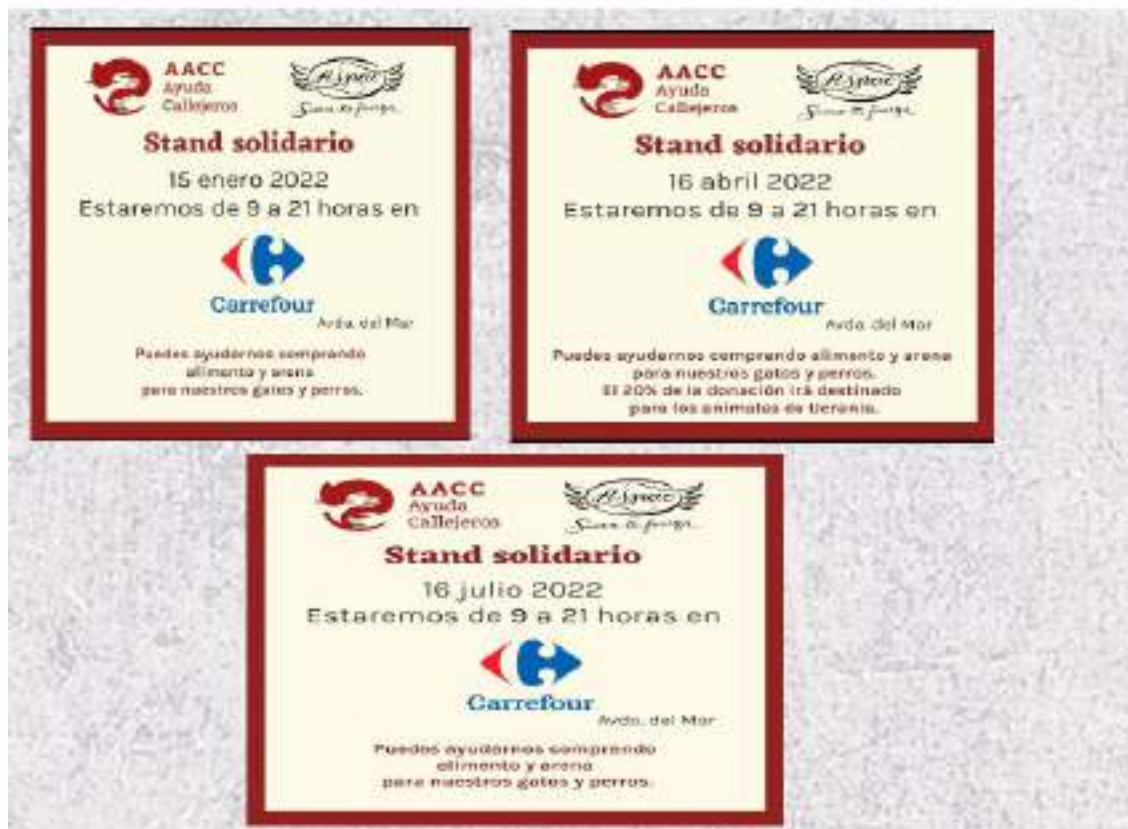 AACC
Ayuda
Callejeros
Stand solidario
15 enero 2022
Estaremos de 9 a 21 horas en
Carrefour
Avda. del Mar
Puedes ayudarnos comprando
alimento y arena
para nuestros gatos y perros.
AACC
Ayuda
Callejeros
Stand solidario
16 abril 2022
Estaremos de 9 a 21 horas en
Carrefour
Avda. del Mar
Puedes ayudarnos comprando alimento y arena
para nuestros gatos y perros.
El 20% de la donación irá destinado
para los animales de Ucrania.
AACC
Ayuda
Callejeros
Stand solidario
16 julio 2022
Estaremos de 9 a 21 horas en
Carrefour
Avda. del Mar
Puedes ayudarnos comprando
alimento y arena
para nuestros gatos y perros.